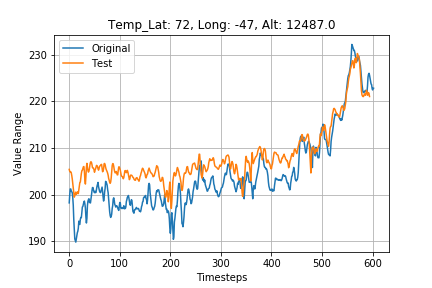 Temp_Lat: 72, Long: -47, Alt: 12487.0
Original
Test
Value Range
230
220
210
200
190
0 100 200 300 400 500 600
Timesteps